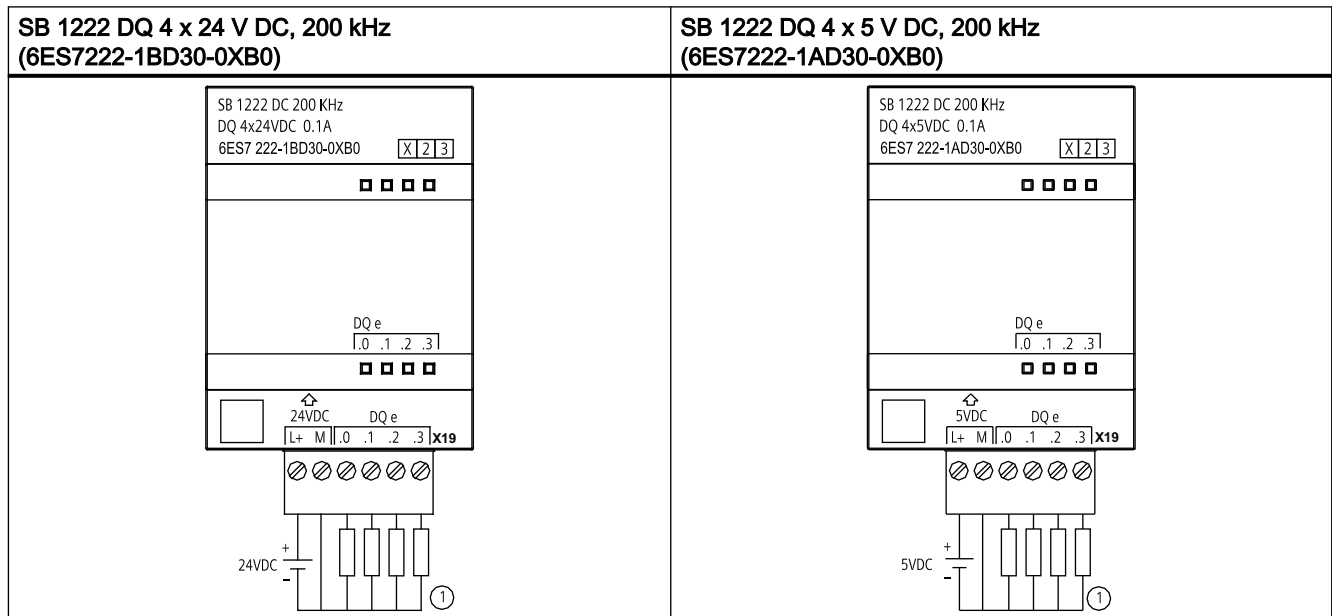 SB 1222 DQ 4 x 24 V DC, 200 kHz
(6ES7222-1BD30-0XB0)
SB 1222 DC 200 KHz
DQ 4x24VDC 0.1A
6ES7 222-1BD30-0XB0 X 2 3
DQ e
.0 .1 .2 .3
24VDC DQ e
L+ M .0 .1 .2 .3 X19
+
24VDC
-
1
SB 1222 DQ 4 x 5 V DC, 200 kHz
(6ES7222-1AD30-0XB0)
SB 1222 DC 200 KHz
DQ 4x5VDC 0.1A
6ES7 222-1AD30-0XB0 X 2 3
DQ e
.0 .1 .2 .3
5VDC DQ e
L+ M .0 .1 .2 .3 X19
+
5VDC
-
1